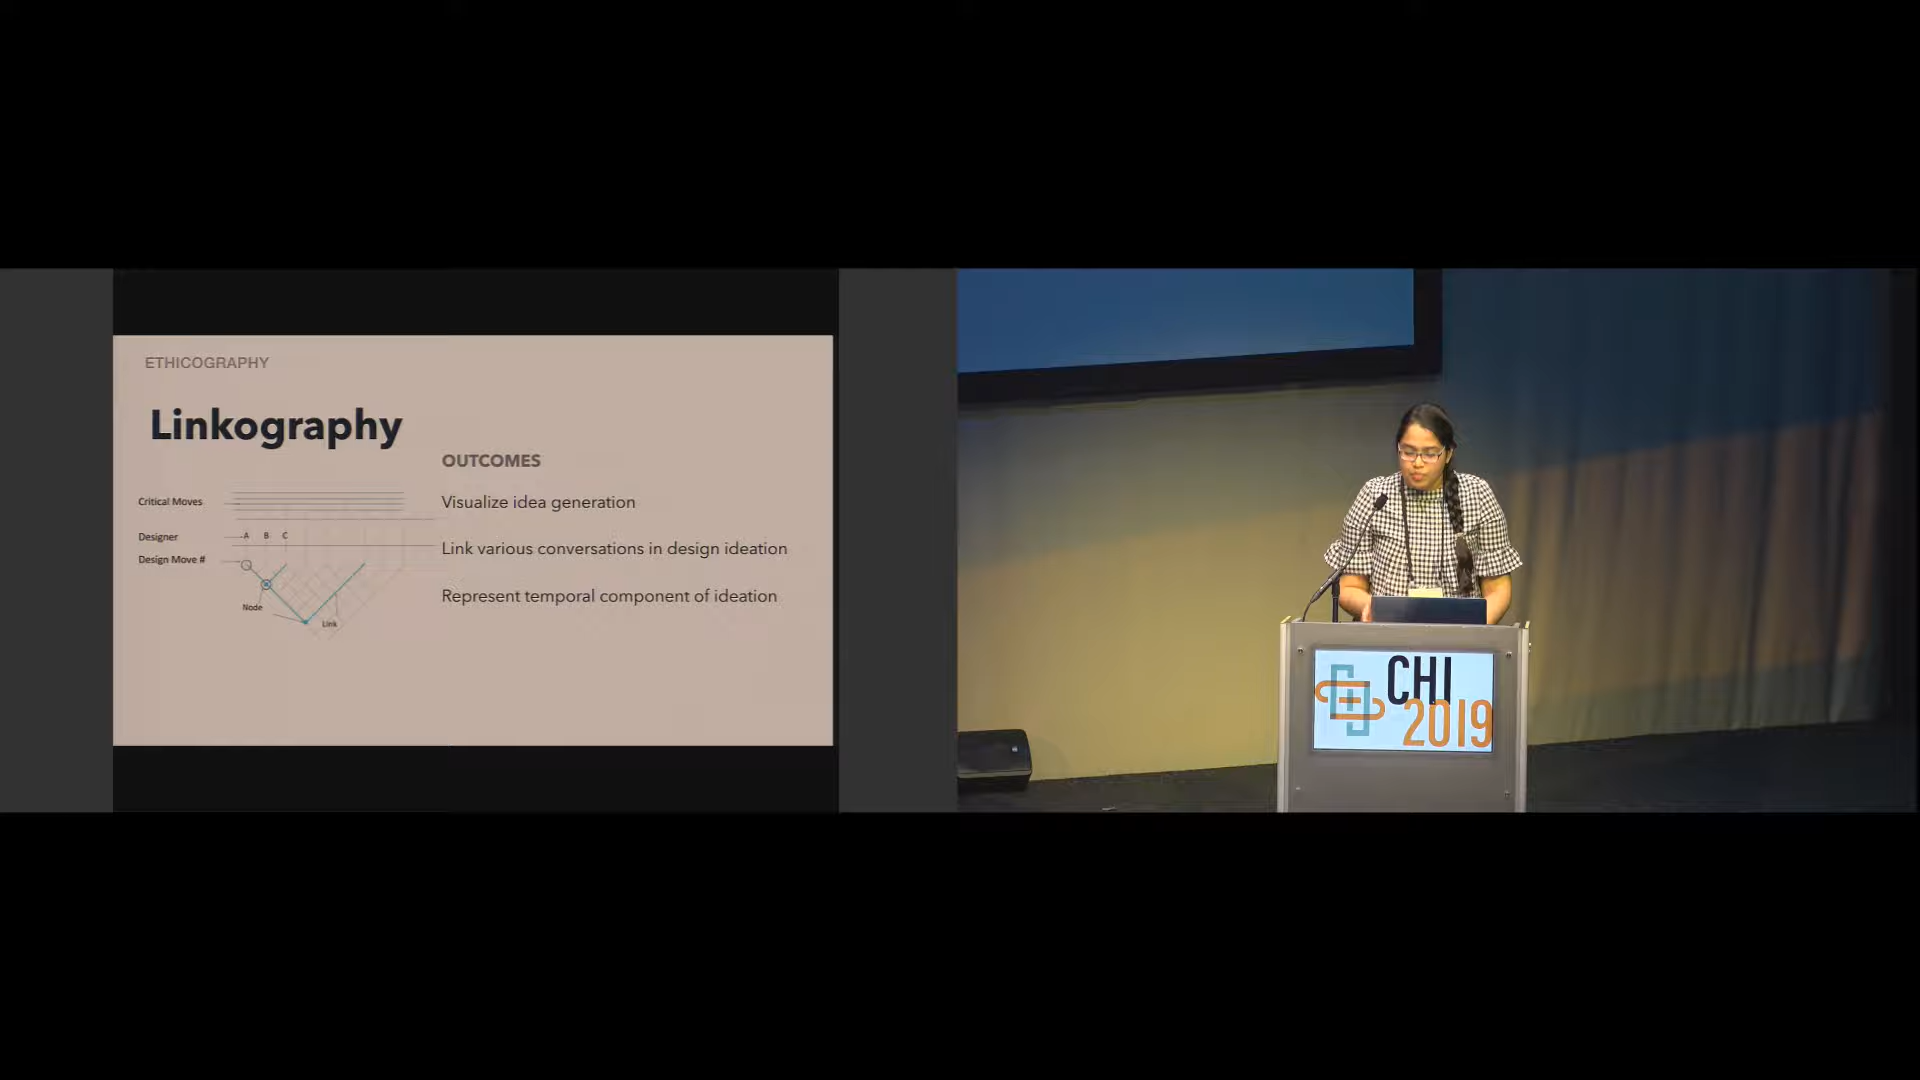 ETHICOGRAPHY
Linkography
OUTCOMES
Critical Moves
Visualize idea generation
Designer
A B C
Link various conversations in design ideation
Design Move #
Represent temporal component of ideation
Node
Link
CHI
2019